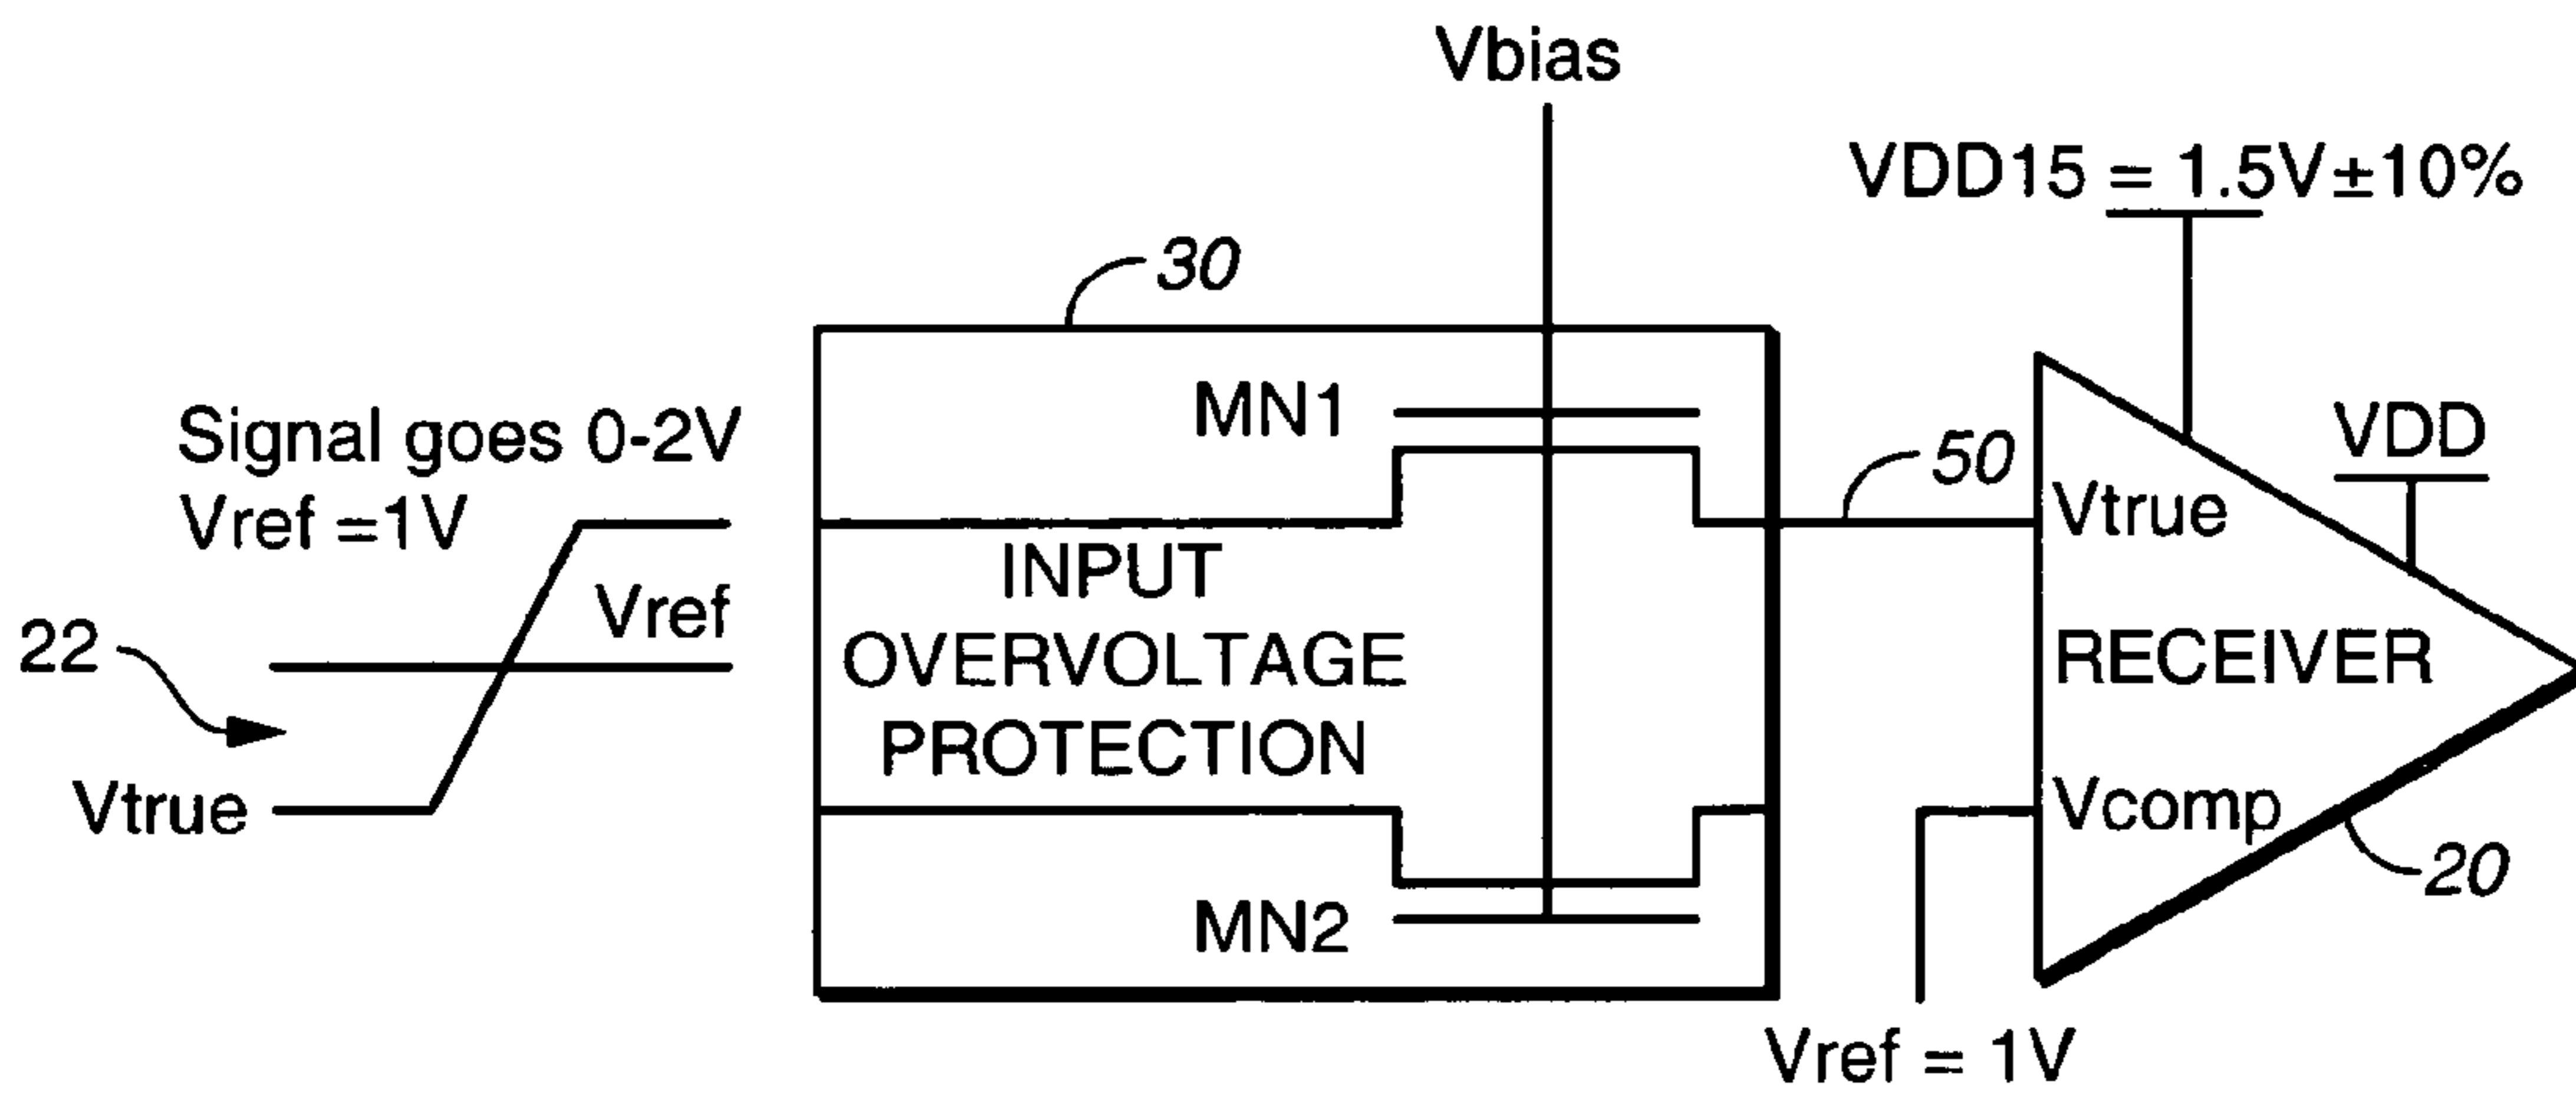 Vbias
VDD15 = 1.5V±10%
30
Signal goes 0-2V
Vref =1V
MN1
50
VDD
Vtrue
INPUT
OVERVOLTAGE
PROTECTION
Vref
22
RECEIVER
Vtrue
Vcomp
20
MN2
Vref = 1V